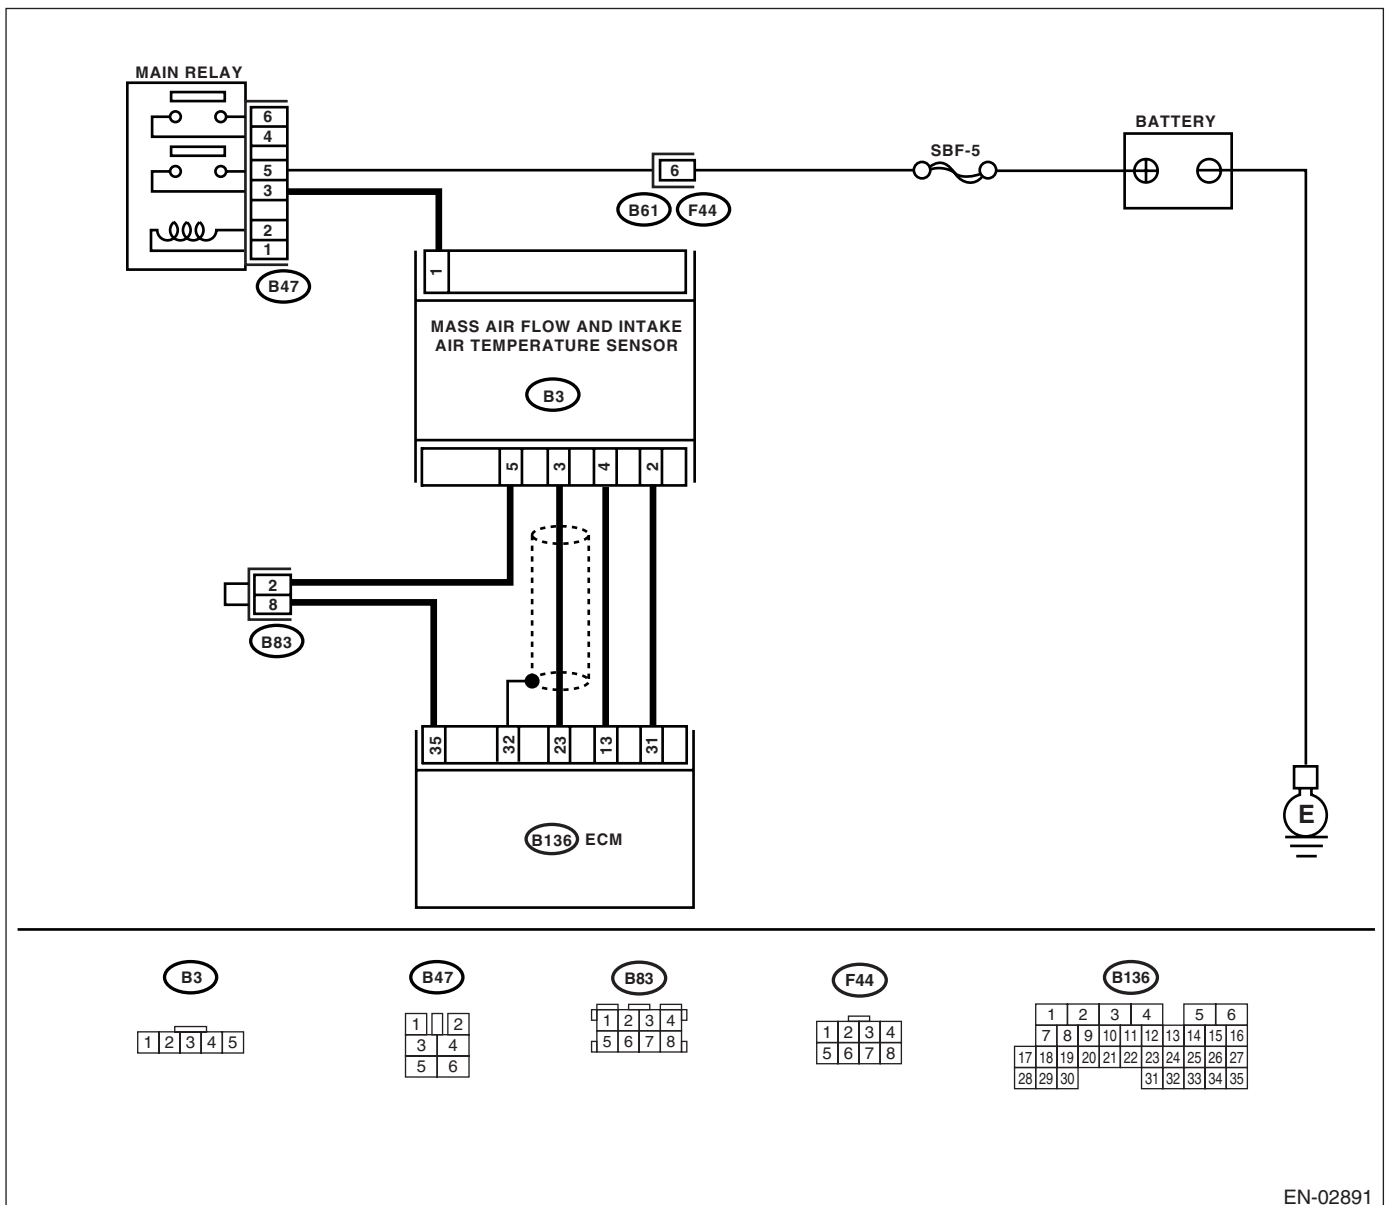 MAIN RELAY
6
4
5
3
2
1
B47
6
B61 F44
SBF-5
BATTERY
1
MASS AIR FLOW AND INTAKE
AIR TEMPERATURE SENSOR
B3
5 3 4 2
2
8
B83
35 32 23 13 31
B136 ECM
E
B3
1 2 3 4 5
B47
1 2
3 4
5 6
B83
1 2 3 4
5 6 7 8
F44
1 2 3 4
5 6 7 8
B136
1 2 3 4 5 6
7 8 9 10 11 12 13 14 15 16
17 18 19 20 21 22 23 24 25 26 27
28 29 30 31 32 33 34 35
EN-02891